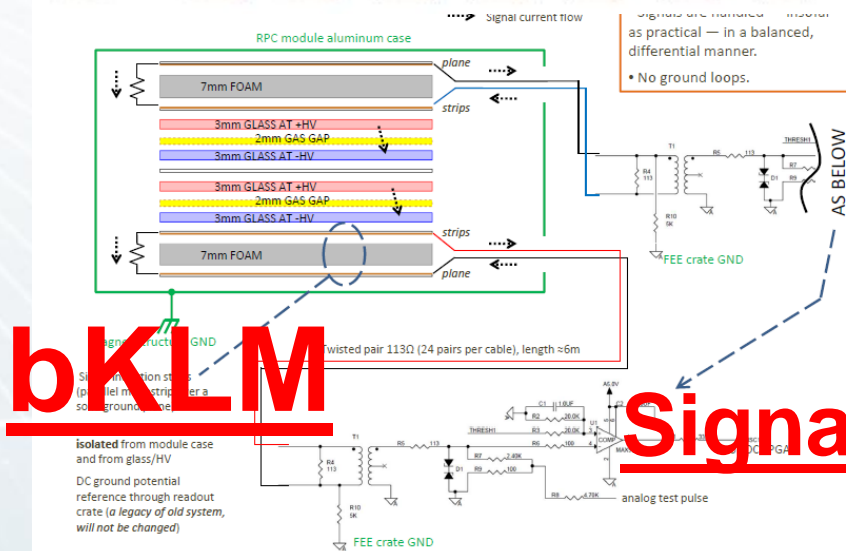 Signal current flow
as practical — in a balanced,
differential manner.
• No ground loops.
RPC module aluminum case
plane
7mm FOAM
strips
3mm GLASS AT +HV
2mm GAS GAP
3mm GLASS AT -HV
3mm GLASS AT +HV
2mm GAS GAP
3mm GLASS AT -HV
strips
7mm FOAM
plane
T1
R4
113
R5
113
THRESH1
R7
R9
D1
R10
5K
FEE crate GND
AS BELOW
GND
Twisted pair 113Ω (24 pairs per cable), length ≈6m
bKLM
Signa
isolated from module case
and from glass/HV
DC ground potential
reference through readout
crate (a legacy of old system,
will not be changed)
T1
R4
113
R5
113
D1
THRESH1
C1
1.0UF
R2
20.0K
R3
20.0K
R6
100
R7
2.49K
R9
100
R8
4.70K
U1
COMP
A5.0V
C2
analog test pulse
R10
5K
FEE crate GND